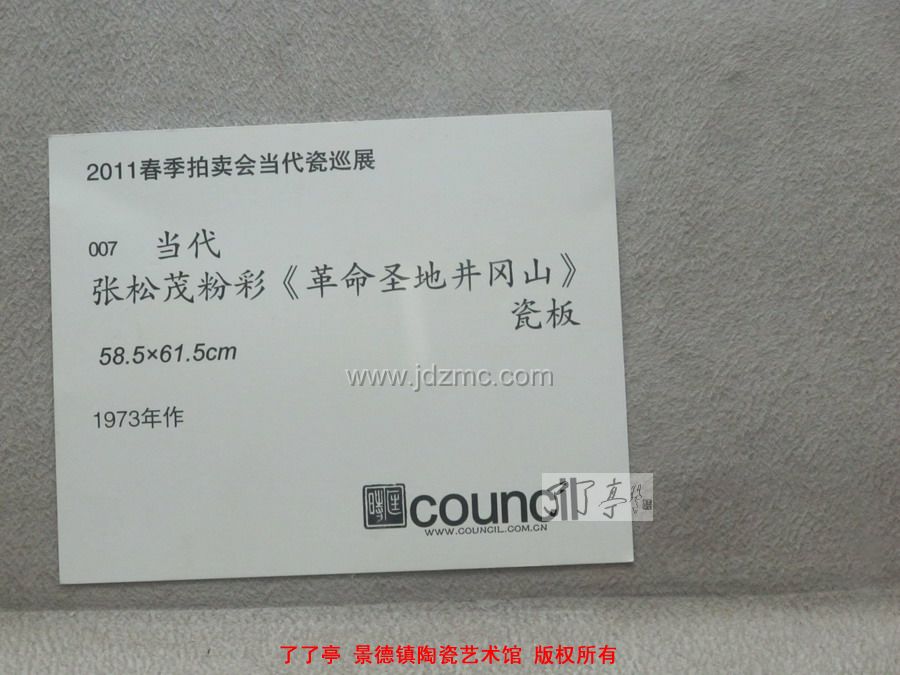 2011春季拍卖会当代瓷巡展
007 当代
张松茂粉彩《革命圣地井冈山》
瓷板
58.5×61.5cm
www.jdzmc.com
1973年作
council
了了亭
WWW.COUNCIL.COM.CN
了了亭 景德镇陶瓷艺术馆 版权所有